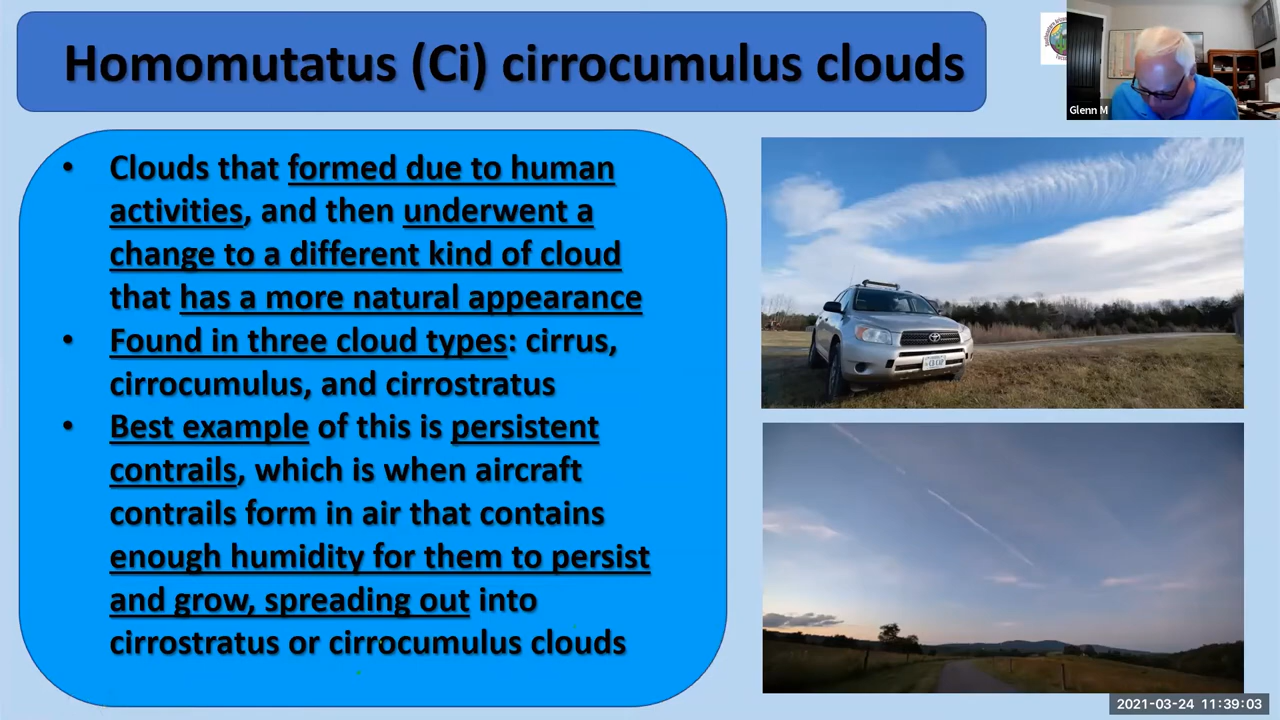 Homomutatus (Ci) cirrocumulus clouds
Glenn M
• Clouds that formed due to human
activities, and then underwent a
change to a different kind of cloud
that has a more natural appearance
• Found in three cloud types: cirrus,
cirrocumulus, and cirrostratus
• Best example of this is persistent
contrails, which is when aircraft
contrails form in air that contains
enough humidity for them to persist
and grow, spreading out into
cirrostratus or cirrocumulus clouds
2021-03-24 11:39:03